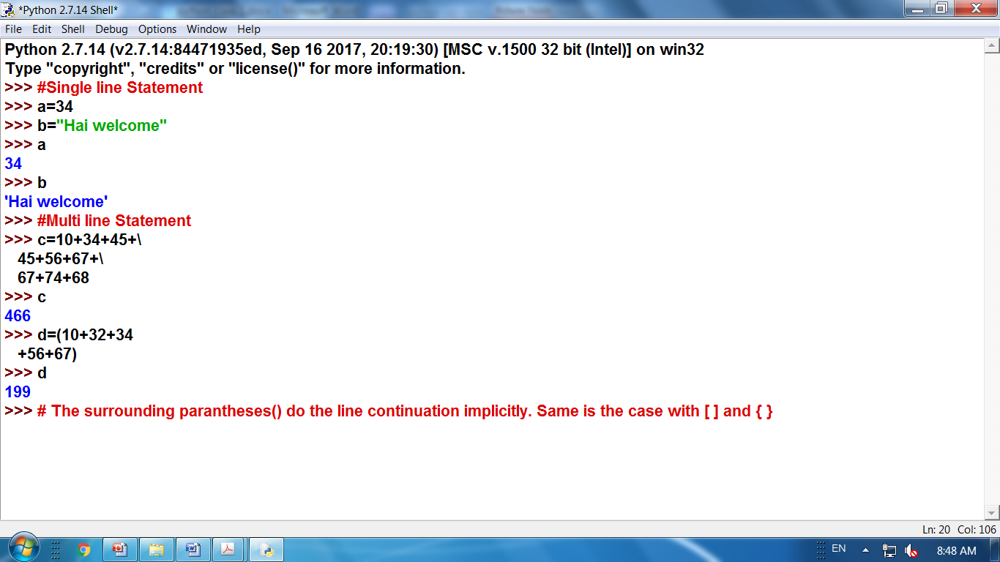 *Python 2.7.14 Shell*
File Edit Shell Debug Options Window Help
Python 2.7.14 (v2.7.14:84471935ed, Sep 16 2017, 20:19:30) [MSC v.1500 32 bit (Intel)] on win32
Type "copyright", "credits" or "license()" for more information.
>>> #Single line Statement
>>> a=34
>>> b="Hai welcome"
>>> a
34
>>> b
'Hai welcome'
>>> #Multi line Statement
>>> c=10+34+45+\
   45+56+67+\
   67+74+68
>>> c
466
>>> d=(10+32+34
   +56+67)
>>> d
199
>>> # The surrounding parantheses() do the line continuation implicitly. Same is the case with [ ] and { }
Ln: 20 Col: 106
EN 8:48 AM